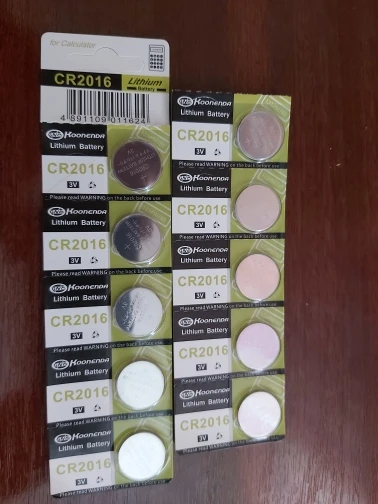 for Calculator
CR2016
Lithium
Battery
4 891109 011624
Koonenda
Lithium Battery
CR2016
3V
Please read WARNING on the back before use
Koonenda
Lithium Battery
CR2016
3V
Please read WARNING on the back before use
Koonenda
Lithium Battery
CR2016
3V
Please read WARNING on the back before use
Koonenda
Lithium Battery
CR2016
3V
Please read WARNING on the back before use
Koonenda
Lithium Battery
CR2016
3V
Koonenda
Lithium Battery
CR2016
3V
Please read WARNING on the back before use
Koonenda
Lithium Battery
CR2016
3V
Please read WARNING on the back before use
Koonenda
Lithium Battery
CR2016
3V
Please read WARNING on the back before use
Koonenda
Lithium Battery
CR2016
3V
Please read WARNING on the back before use
Koonenda
Lithium Battery
CR2016
3V